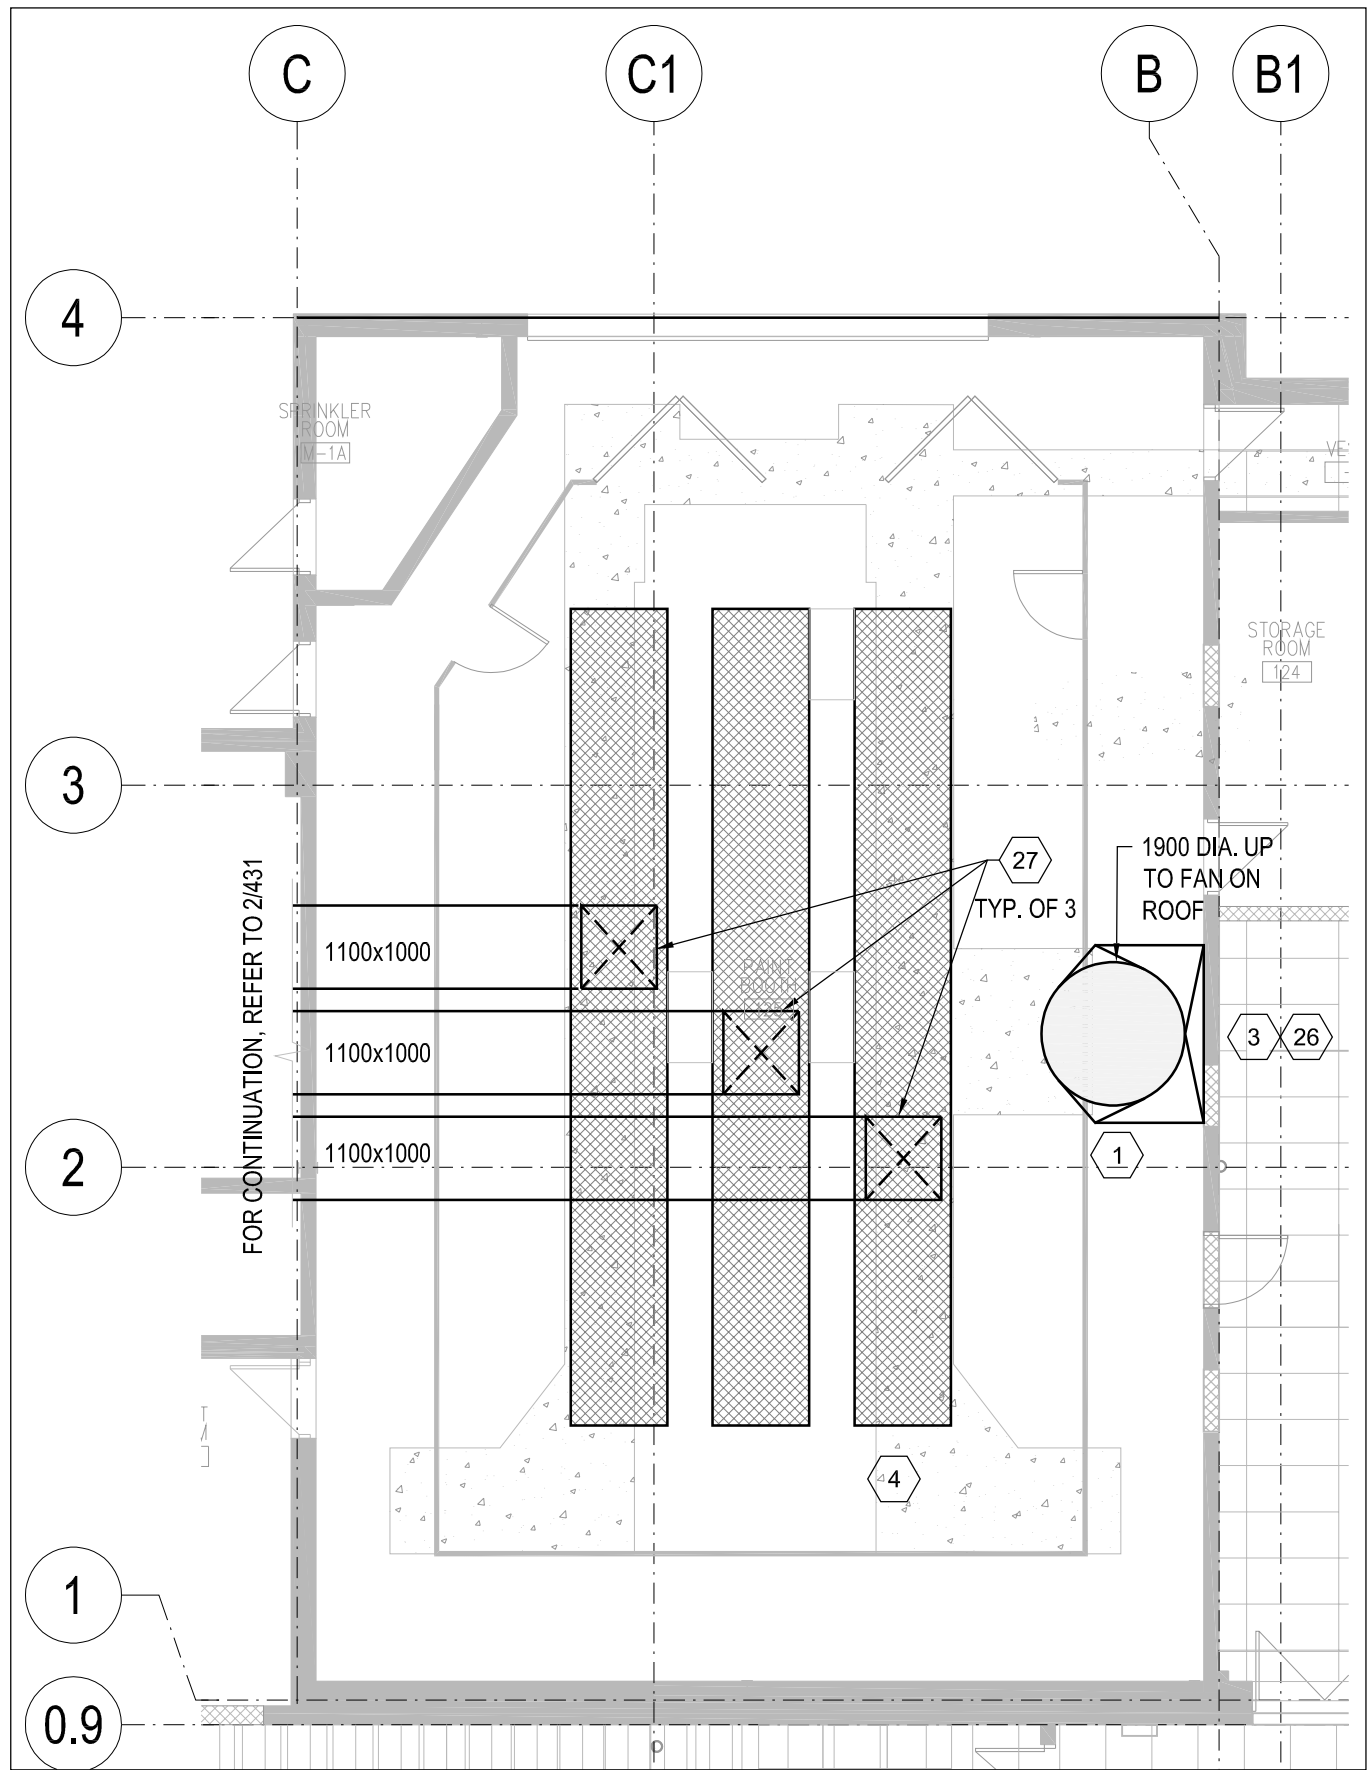 C
C1
B
B1
4
SPRINKLER
ROOM
M-1A
VES
STORAGE
ROOM
124
3
27
TYP. OF 3
1900 DIA. UP
TO FAN ON
ROOF
FOR CONTINUATION, REFER TO 2/431
1100x1000
PAINT
BOOTH
125
1100x1000
3
26
1100x1000
2
1
4
1
0.9